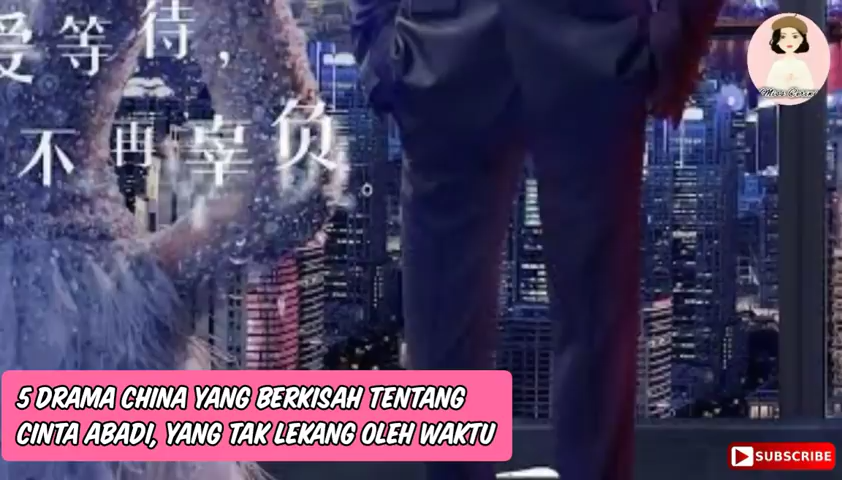 受等待，
不再辜负
5 DRAMA CHINA YANG BERKISAH TENTANG
CINTA ABADI, YANG TAK LEKANG OLEH WAKTU
SUBSCRIBE